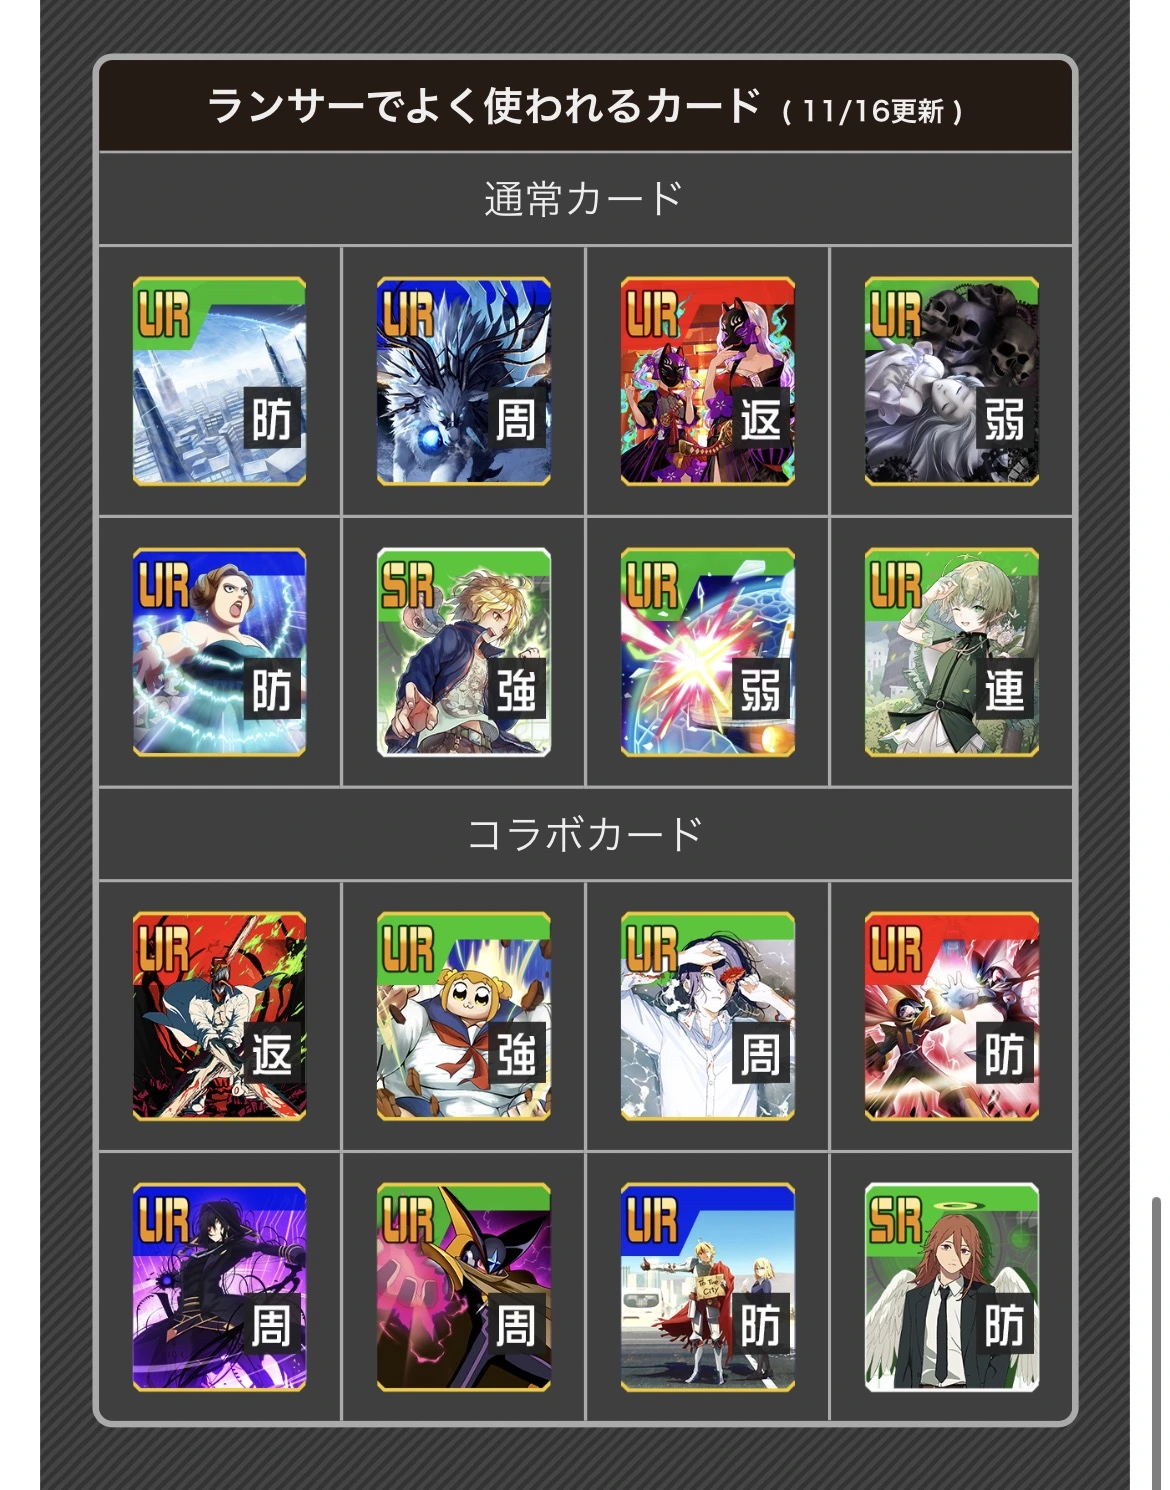 ランサーでよく使われるカード ( 11/16更新 )
通常カード
UR 防
UR 周
UR 返
UR 弱
UR 防
SR 強
UR 弱
UR 連
コラボカード
UR 返
UR 強
UR 周
UR 防
UR 周
UR 周
UR To The City 防
SR 防